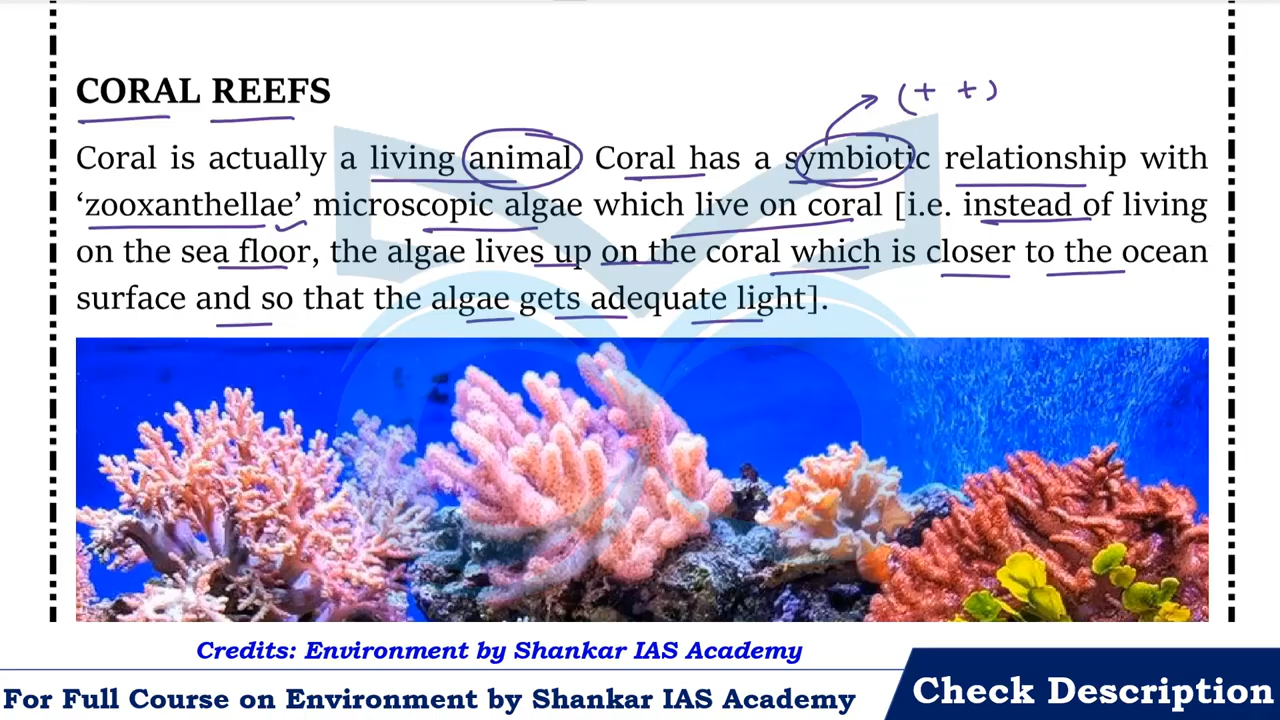 CORAL REEFS
(+ +)
Coral is actually a living animal. Coral has a symbiotic relationship with
‘zooxanthellae’ microscopic algae which live on coral [i.e. instead of living
on the sea floor, the algae lives up on the coral which is closer to the ocean
surface and so that the algae gets adequate light].
Credits: Environment by Shankar IAS Academy
For Full Course on Environment by Shankar IAS Academy
Check Description